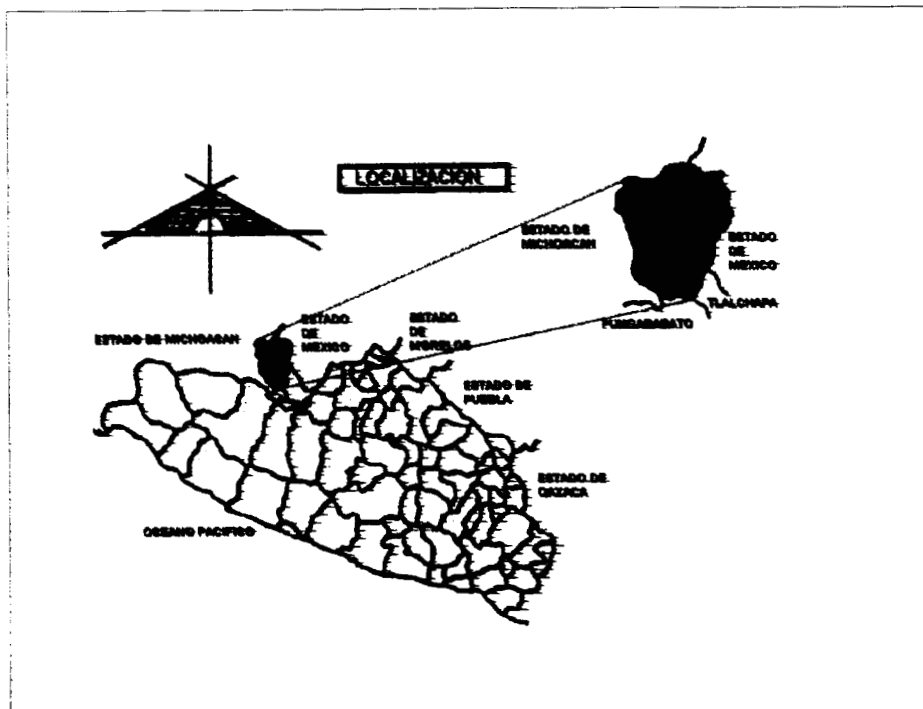 LOCALIZACION
ESTADO DE
MICHOACAN
ESTADO
DE
MEXICO
TLALCHAPA
PUNGARABATO
ESTADO DE MICHOACAN
ESTADO
DE
MEXICO
ESTADO
DE
MORELOS
ESTADO DE
PUEBLA
ESTADO DE
OAXACA
OCEANO PACIFICO